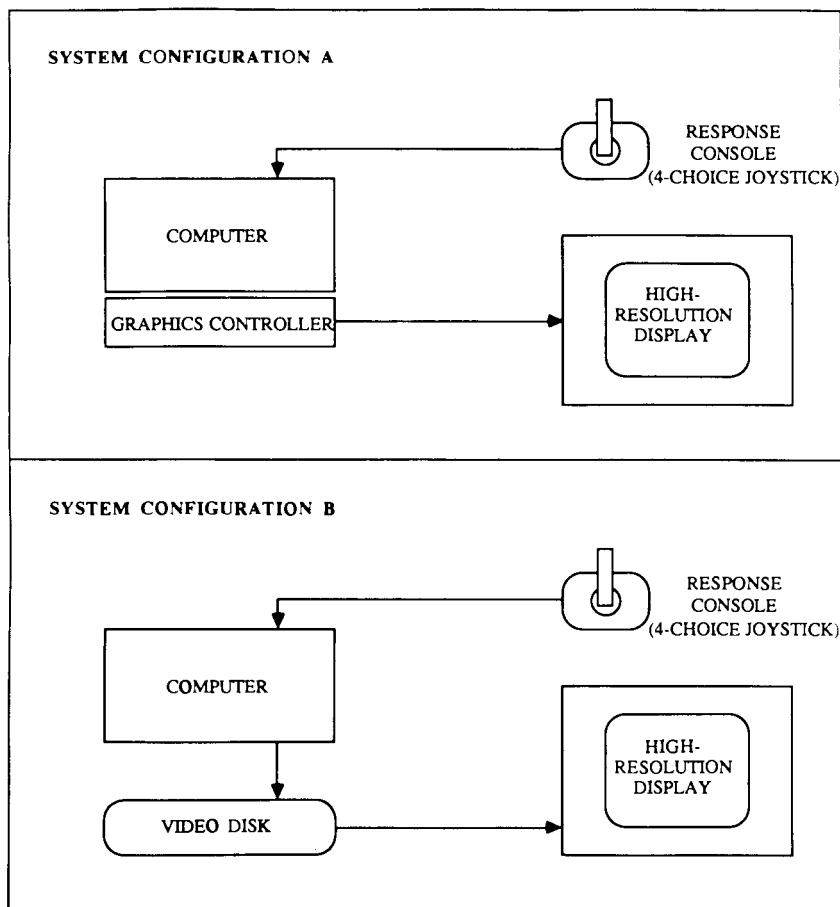 SYSTEM CONFIGURATION A
RESPONSE
CONSOLE
(4-CHOICE JOYSTICK)
COMPUTER
GRAPHICS CONTROLLER
HIGH-
RESOLUTION
DISPLAY
SYSTEM CONFIGURATION B
RESPONSE
CONSOLE
(4-CHOICE JOYSTICK)
COMPUTER
HIGH-
RESOLUTION
DISPLAY
VIDEO DISK